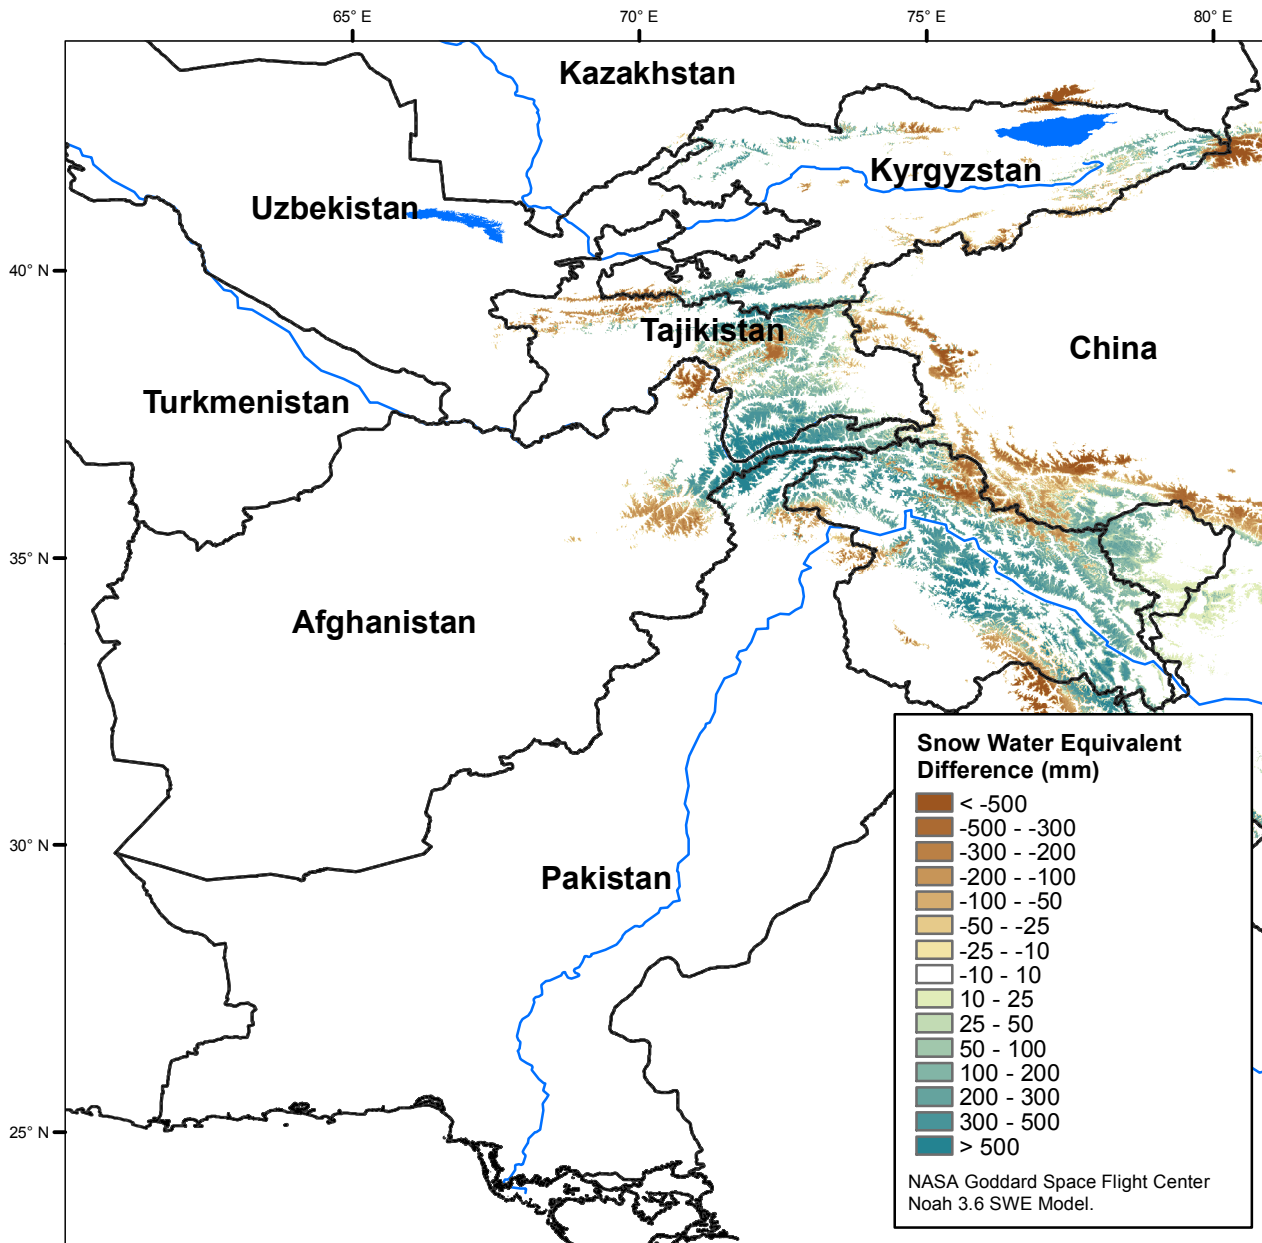 65° E
70° E
75° E
80° E
Kazakhstan
Kyrgyzstan
Uzbekistan
40° N
Tajikistan
China
Turkmenistan
35° N
Afghanistan
30° N
Pakistan
25° N
Snow Water Equivalent
Difference (mm)
< -500
-500 - -300
-300 - -200
-200 - -100
-100 - -50
-50 - -25
-25 - -10
-10 - 10
10 - 25
25 - 50
50 - 100
100 - 200
200 - 300
300 - 500
> 500
NASA Goddard Space Flight Center
Noah 3.6 SWE Model.